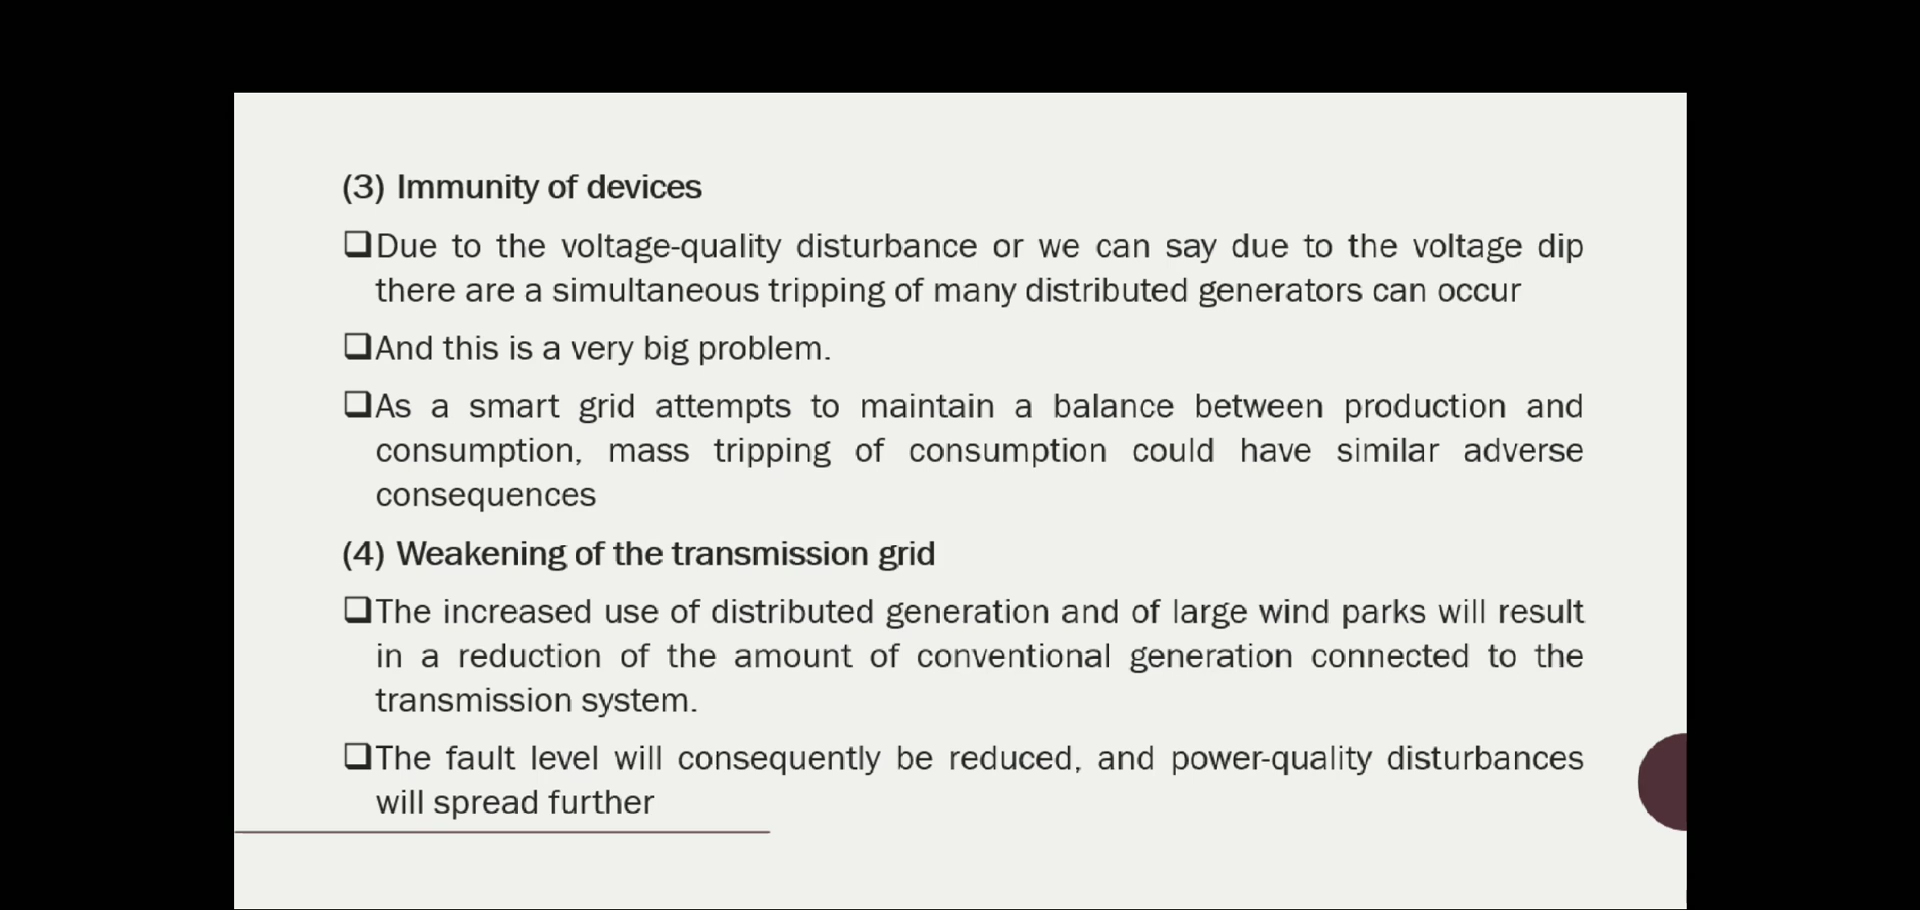 (3) Immunity of devices
❑Due to the voltage-quality disturbance or we can say due to the voltage dip
there are a simultaneous tripping of many distributed generators can occur
❑And this is a very big problem.
❑As a smart grid attempts to maintain a balance between production and
consumption, mass tripping of consumption could have similar adverse
consequences
(4) Weakening of the transmission grid
❑The increased use of distributed generation and of large wind parks will result
in a reduction of the amount of conventional generation connected to the
transmission system.
❑The fault level will consequently be reduced, and power-quality disturbances
will spread further